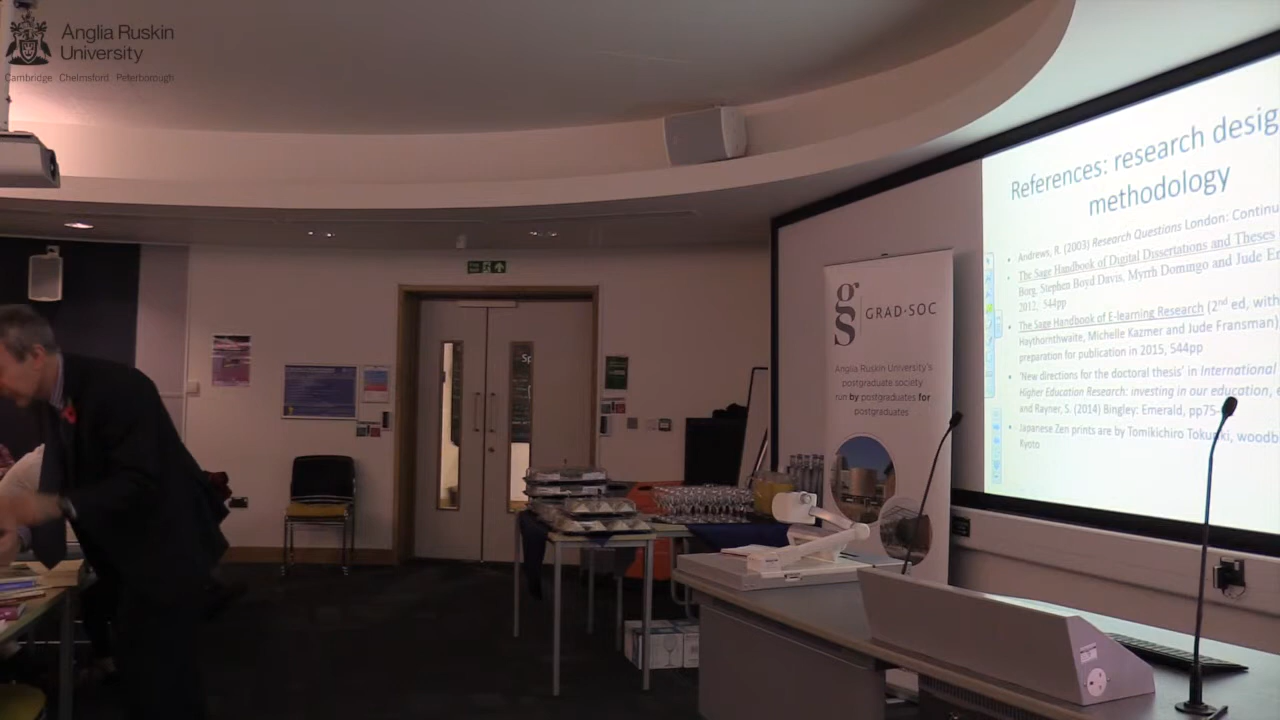 Anglia Ruskin
University
Cambridge Chelmsford Peterborough
References: research desig
methodology
• Andrews, R. (2003) Research Questions London: Continu
• The Sage Handbook of Digital Dissertations and Theses
Borg, Stephen Boyd Davis, Myrrh Domingo and Jude
2012, 544pp
• The Sage Handbook of E-learning Research (2nd ed, with
Haythornthwaite, Michelle Kazmer and Jude Fransman)
preparation for publication in 2015, 544pp
• 'New directions for the doctoral thesis' in International
Higher Education Research: investing in our education,
and Rayner, S. (2014) Bingley: Emerald, pp75-
• Japanese Zen prints are by Tomikichiro woodb
Kyoto
gs GRAD·SOC
Anglia Ruskin University's
postgraduate society
run by postgraduates for
postgraduates
Sp